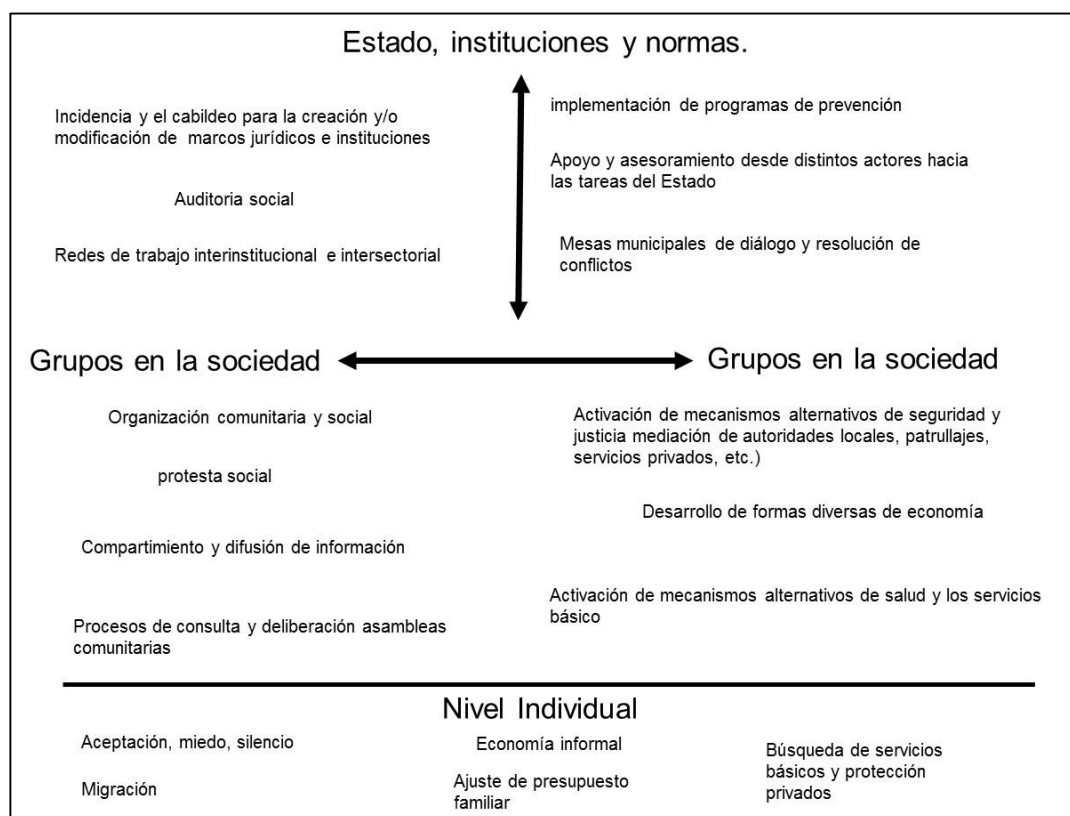 Estado, instituciones y normas.
Incidencia y el cabildeo para la creación y/o
modificación de marcos jurídicos e instituciones
Auditoria social
Redes de trabajo interinstitucional e intersectorial
implementación de programas de prevención
Apoyo y asesoramiento desde distintos actores hacia
las tareas del Estado
Mesas municipales de diálogo y resolución de
conflictos
Grupos en la sociedad
Grupos en la sociedad
Organización comunitaria y social
protesta social
Compartimiento y difusión de información
Procesos de consulta y deliberación asambleas
comunitarias
Activación de mecanismos alternativos de seguridad y
justicia mediación de autoridades locales, patrullajes,
servicios privados, etc.)
Desarrollo de formas diversas de economía
Activación de mecanismos alternativos de salud y los servicios
básico
Nivel Individual
Aceptación, miedo, silencio
Migración
Economía informal
Ajuste de presupuesto
familiar
Búsqueda de servicios
básicos y protección
privados